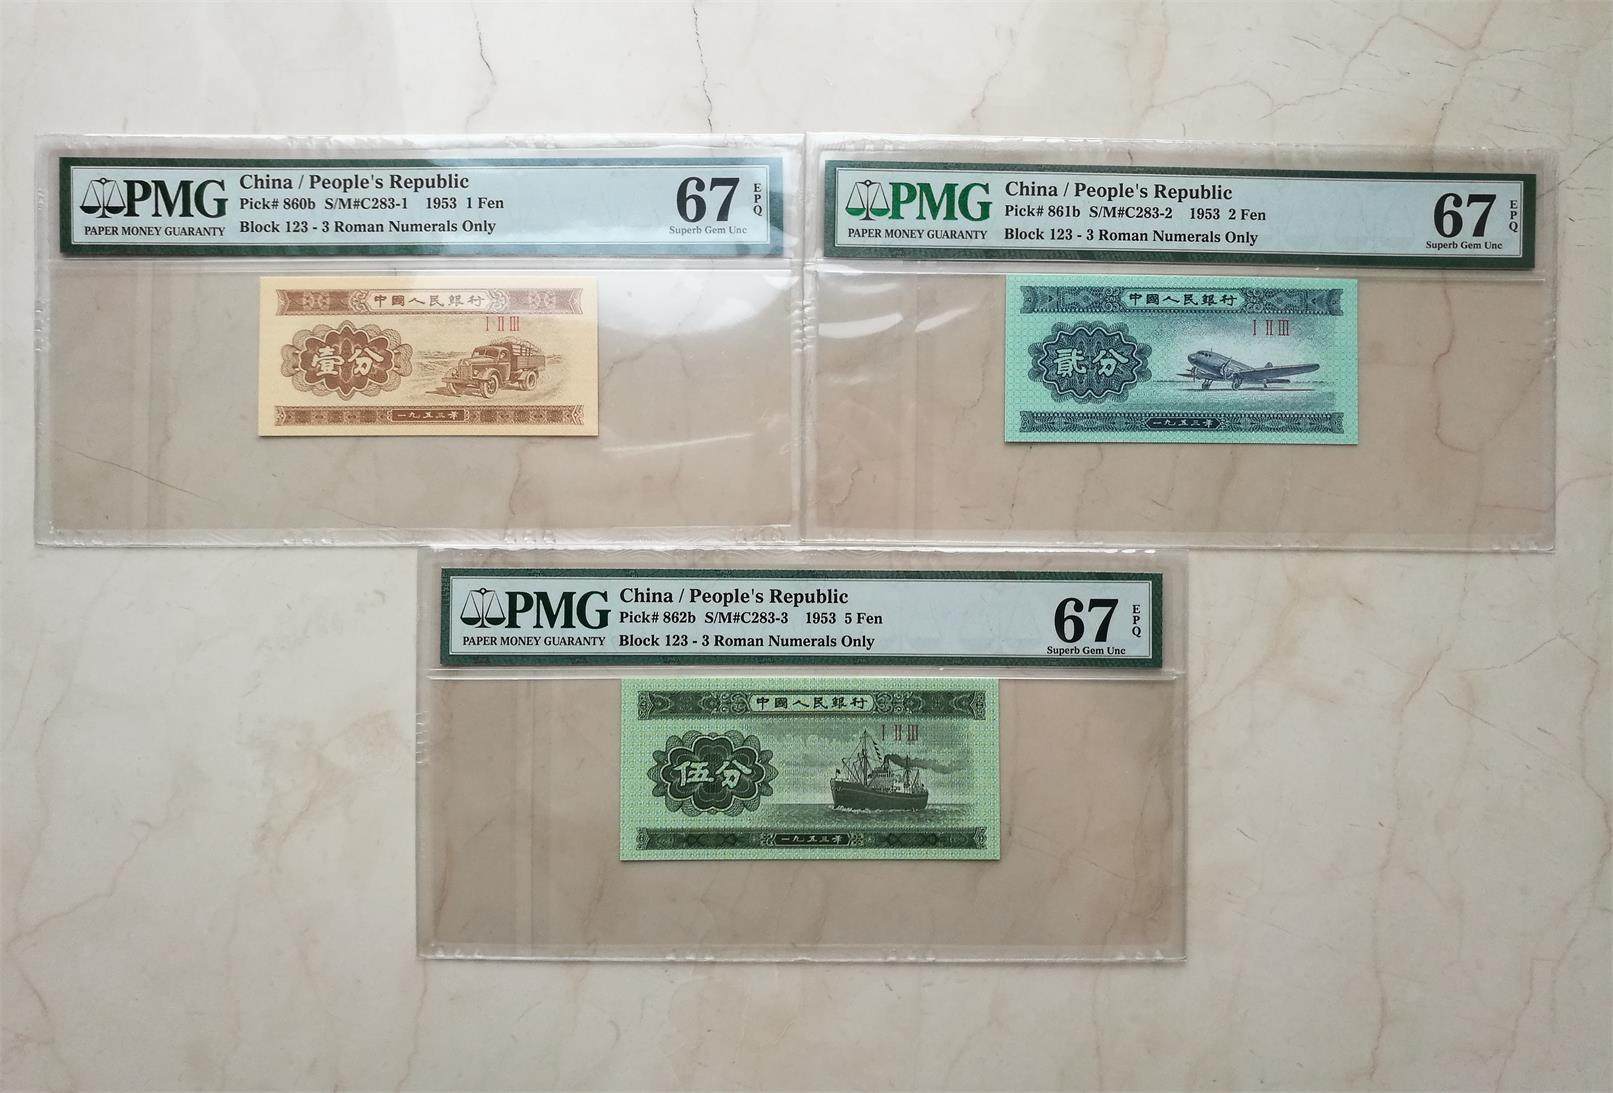 PMG
PAPER MONEY GUARANTY
China / People's Republic
Pick# 860b S/M#C283-1 1953 1 Fen
Block 123 - 3 Roman Numerals Only
67
EPQ
Superb Gem Unc
中國人民銀行
I II III
壹分
一九五三年
PMG
PAPER MONEY GUARANTY
China / People's Republic
Pick# 861b S/M#C283-2 1953 2 Fen
Block 123 - 3 Roman Numerals Only
67
EPQ
Superb Gem Unc
中國人民銀行
I II III
貳分
一九五三年
PMG
PAPER MONEY GUARANTY
China / People's Republic
Pick# 862b S/M#C283-3 1953 5 Fen
Block 123 - 3 Roman Numerals Only
67
EPQ
Superb Gem Unc
中國人民銀行
I II III
伍分
一九五三年